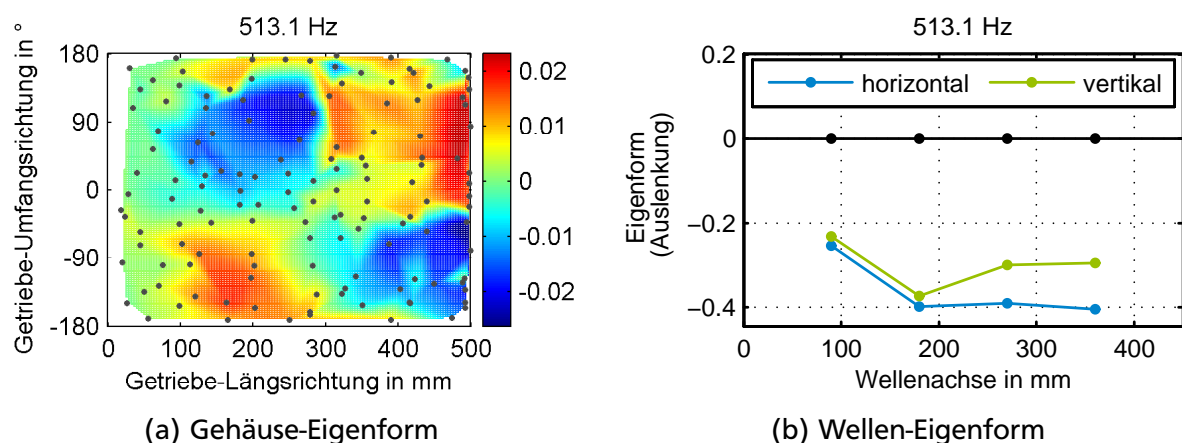 513.1 Hz
Getriebe-Umfangsrichtung in °
180
90
0
-90
-180
0 100 200 300 400 500
Getriebe-Längsrichtung in mm
0.02
0.01
0
-0.01
-0.02
(a) Gehäuse-Eigenform
513.1 Hz
horizontal vertikal
Eigenform
(Auslenkung)
0.2
0
−0.2
−0.4
0 100 200 300 400
Wellenachse in mm
(b) Wellen-Eigenform